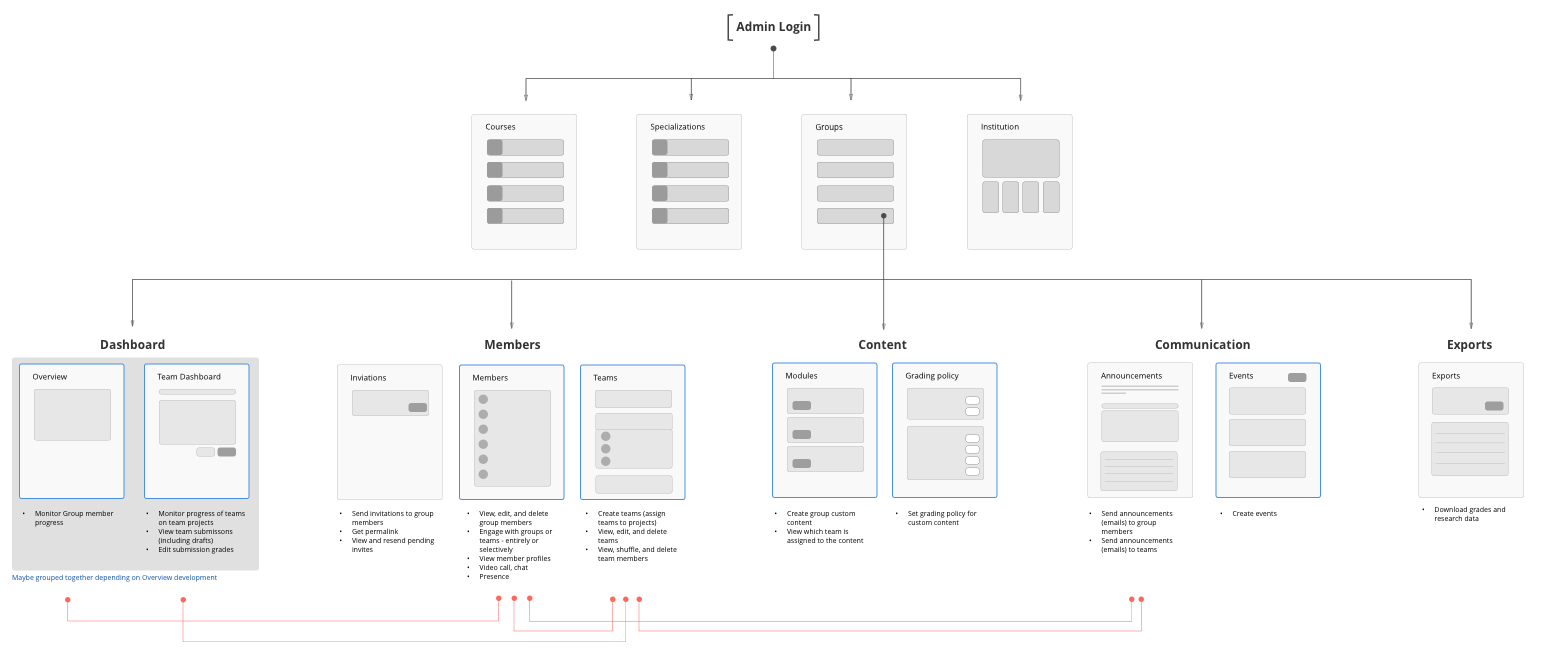 Admin Login
Courses
Specializations
Groups
Institution
Dashboard
Members
Content
Communication
Exports
Overview
Team Dashboard
Inviations
Members
Teams
Modules
Grading policy
Announcements
Events
Exports
• Monitor Group member
progress
• Monitor progress of teams
on team projects
• View team submissons
(including drafts)
• Edit submission grades
Maybe grouped together depending on Overview development
• Send invitations to group
members
• Get permalink
• View and resend pending
invites
• View, edit, and delete
group members
• Engage with groups or
teams - entirely or
selectively
• View member profiles
• Video call, chat
• Presence
• Create teams (assign
teams to projects)
• View, edit, and delete
teams
• View, shuffle, and delete
team members
• Create group custom
content
• View which team is
assigned to the content
• Set grading policy for
custom content
• Send announcements
(emails) to group
members
• Send announcements
(emails) to teams
• Create events
• Download grades and
research data